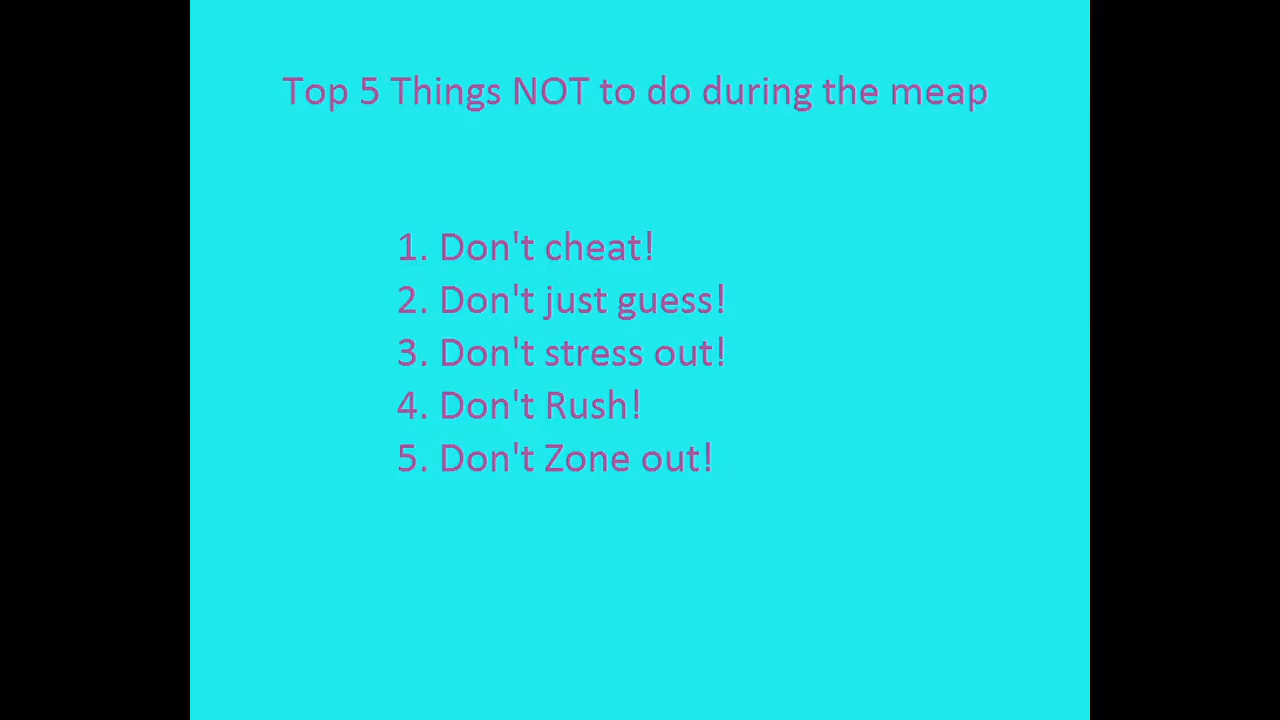 Top 5 Things NOT to do during the meap
1. Don't cheat!
2. Don't just guess!
3. Don't stress out!
4. Don't Rush!
5. Don't Zone out!